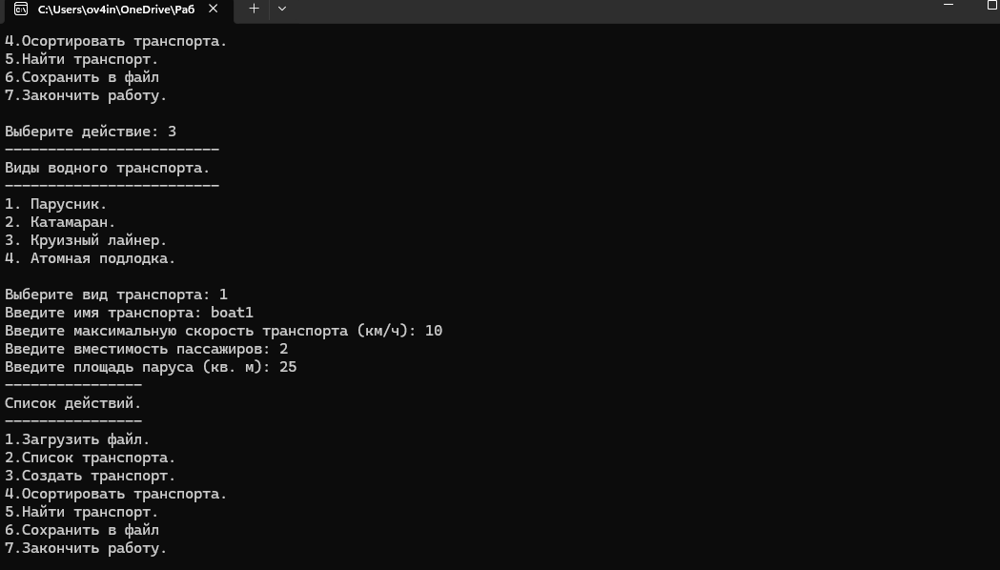 C:\Users\ov4in\OneDrive\Раб
4.Осортировать транспорта.
5.Найти транспорт.
6.Сохранить в файл
7.Закончить работу.
Выберите действие: 3
-------------------------
Виды водного транспорта.
-------------------------
1. Парусник.
2. Катамаран.
3. Круизный лайнер.
4. Атомная подлодка.
Выберите вид транспорта: 1
Введите имя транспорта: boat1
Введите максимальную скорость транспорта (км/ч): 10
Введите вместимость пассажиров: 2
Введите площадь паруса (кв. м): 25
----------------
Список действий.
----------------
1.Загрузить файл.
2.Список транспорта.
3.Создать транспорт.
4.Осортировать транспорта.
5.Найти транспорт.
6.Сохранить в файл
7.Закончить работу.